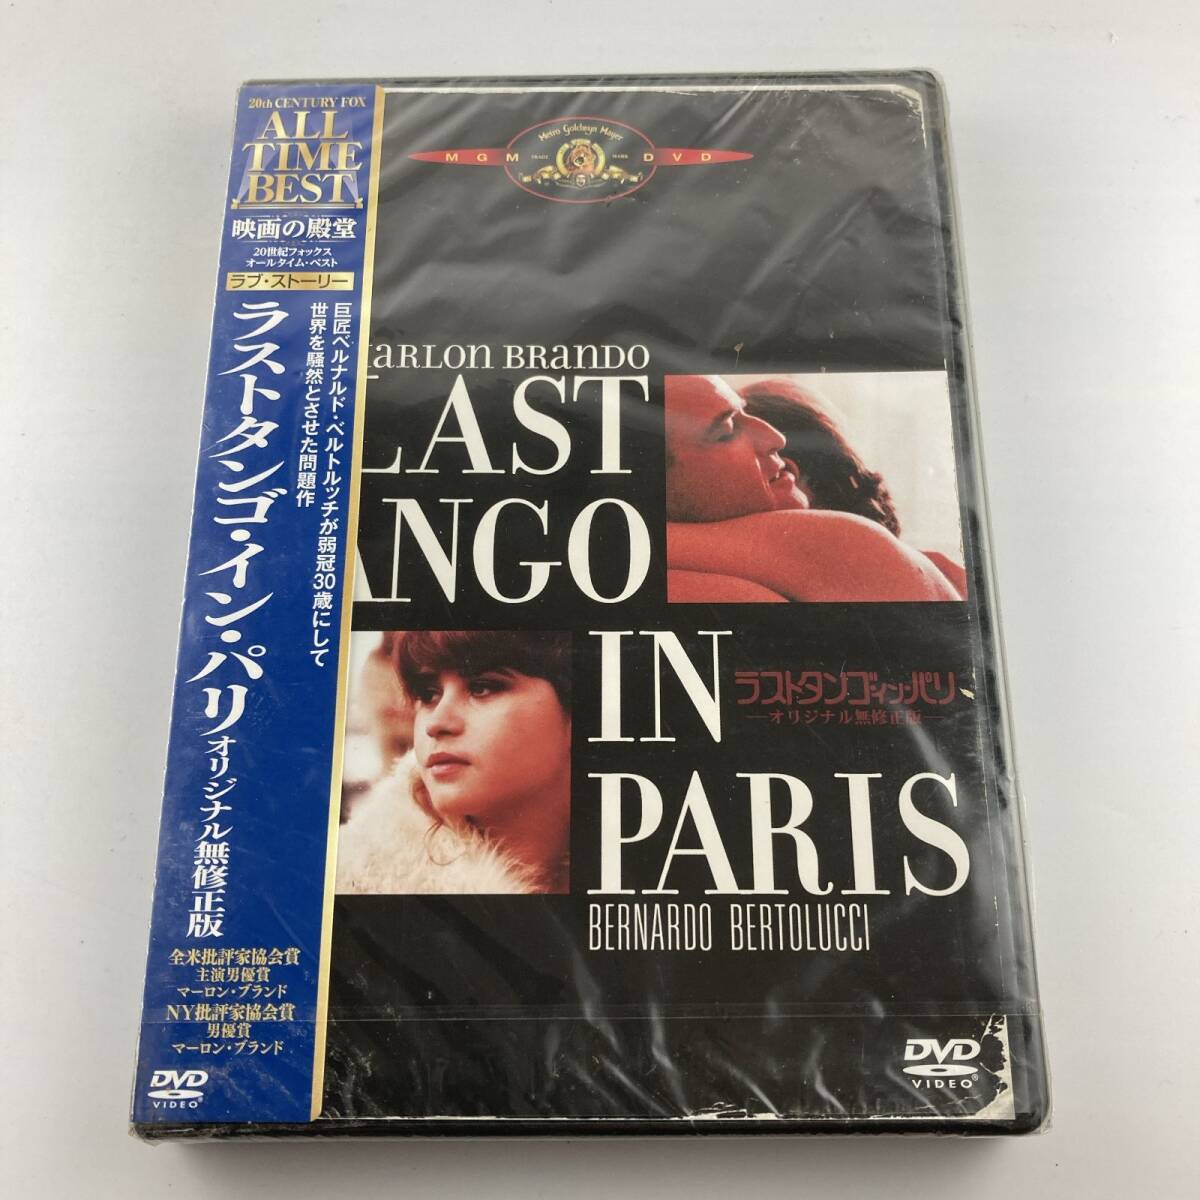 20th CENTURY FOX
ALL
TIME
BEST
映画の殿堂
20世紀フォックス
オールタイム・ベスト
ラブ・ストーリー
巨匠ベルナルド・ベルトルッチが弱冠30歳にして
世界を騒然とさせた問題作
ラストタンゴ・イン・パリ オリジナル無修正版
全米批評家協会賞
主演男優賞
マーロン・ブランド
NY批評家協会賞
男優賞
マーロン・ブランド
DVD
VIDEO
Metro Goldwyn Mayer
TRADE MARK
MGM DVD
MARLON BRANDO
LAST
ANGO
IN
PARIS
ラストタンゴ・イン・パリ
―オリジナル無修正版―
BERNARDO BERTOLUCCI
DVD
VIDEO